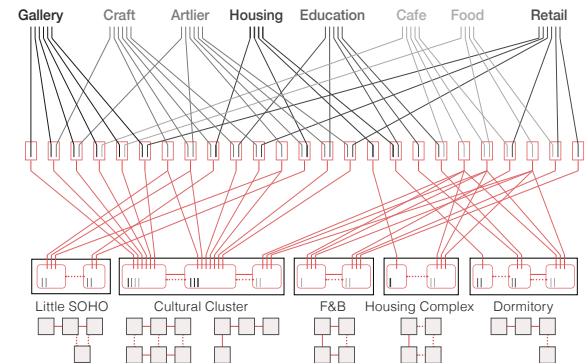 Gallery Craft Artlier Housing Education Cafe Food Retail
Little SOHO Cultural Cluster F&B Housing Complex Dormitory